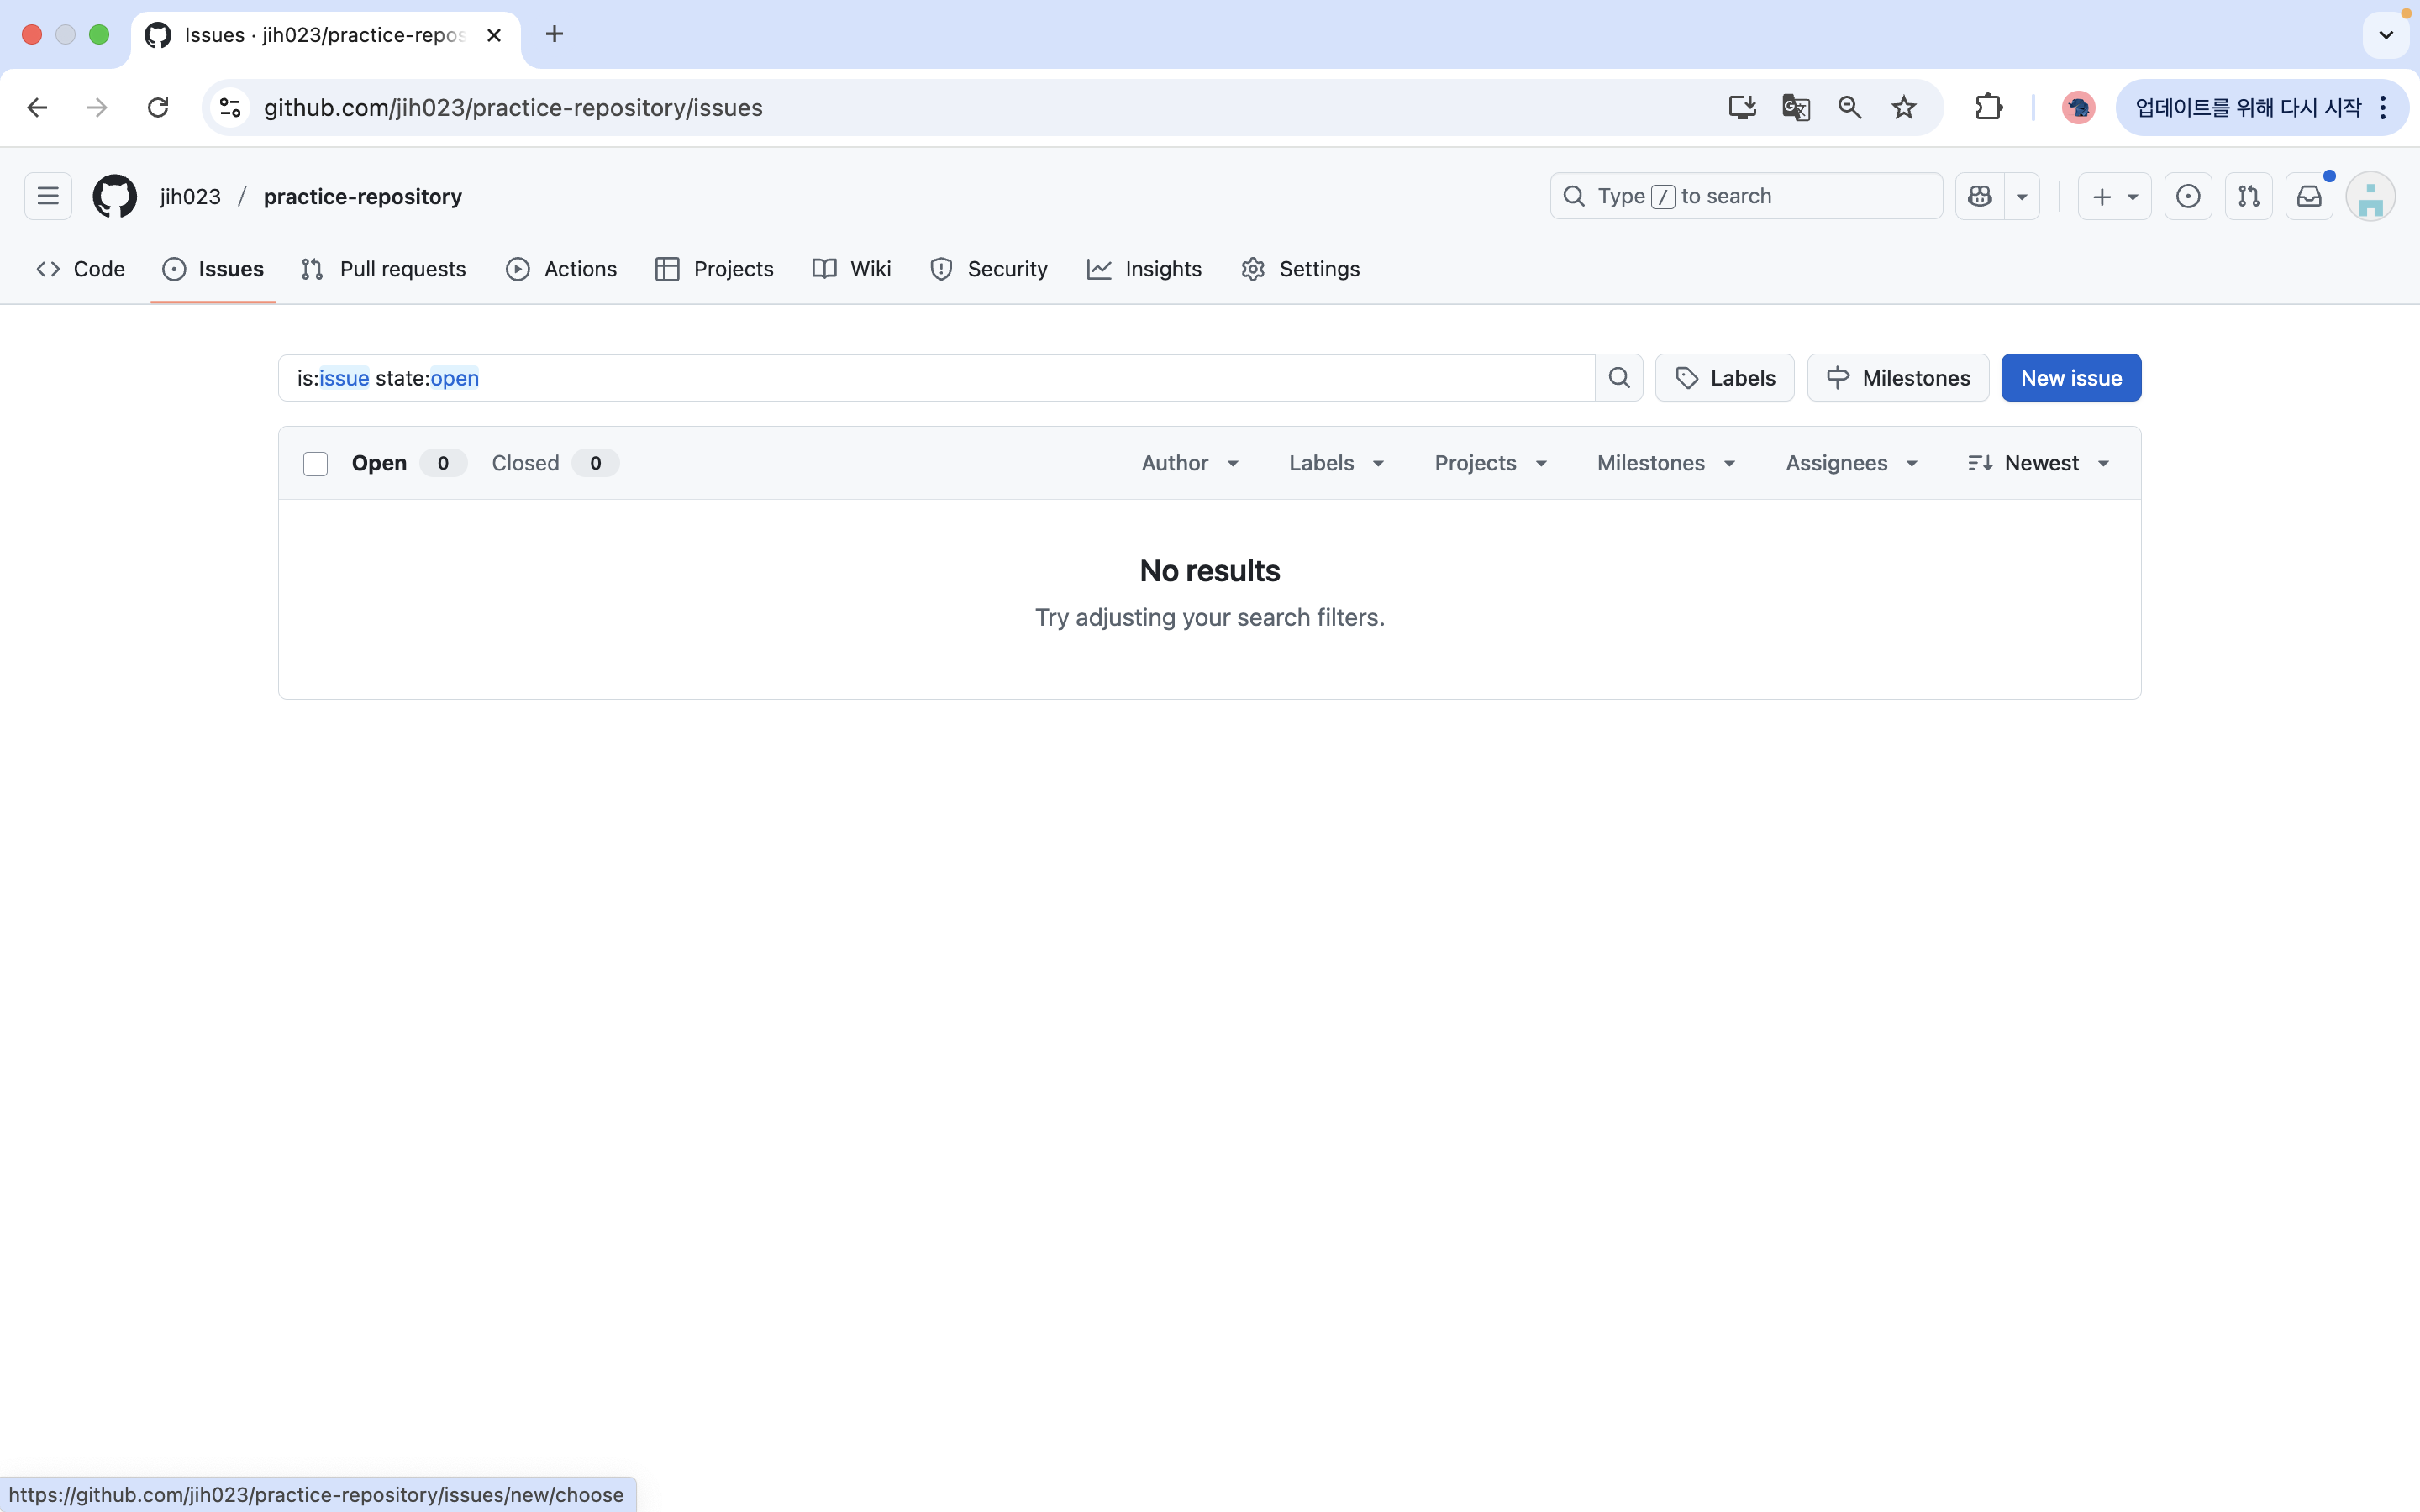 Issues · jih023/practice-repos
github.com/jih023/practice-repository/issues
업데이트를 위해 다시 시작
jih023 / practice-repository
Type / to search
Code Issues Pull requests Actions Projects Wiki Security Insights Settings
is:issue state:open
Labels Milestones New issue
Open 0 Closed 0 Author Labels Projects Milestones Assignees Newest
No results
Try adjusting your search filters.
https://github.com/jih023/practice-repository/issues/new/choose